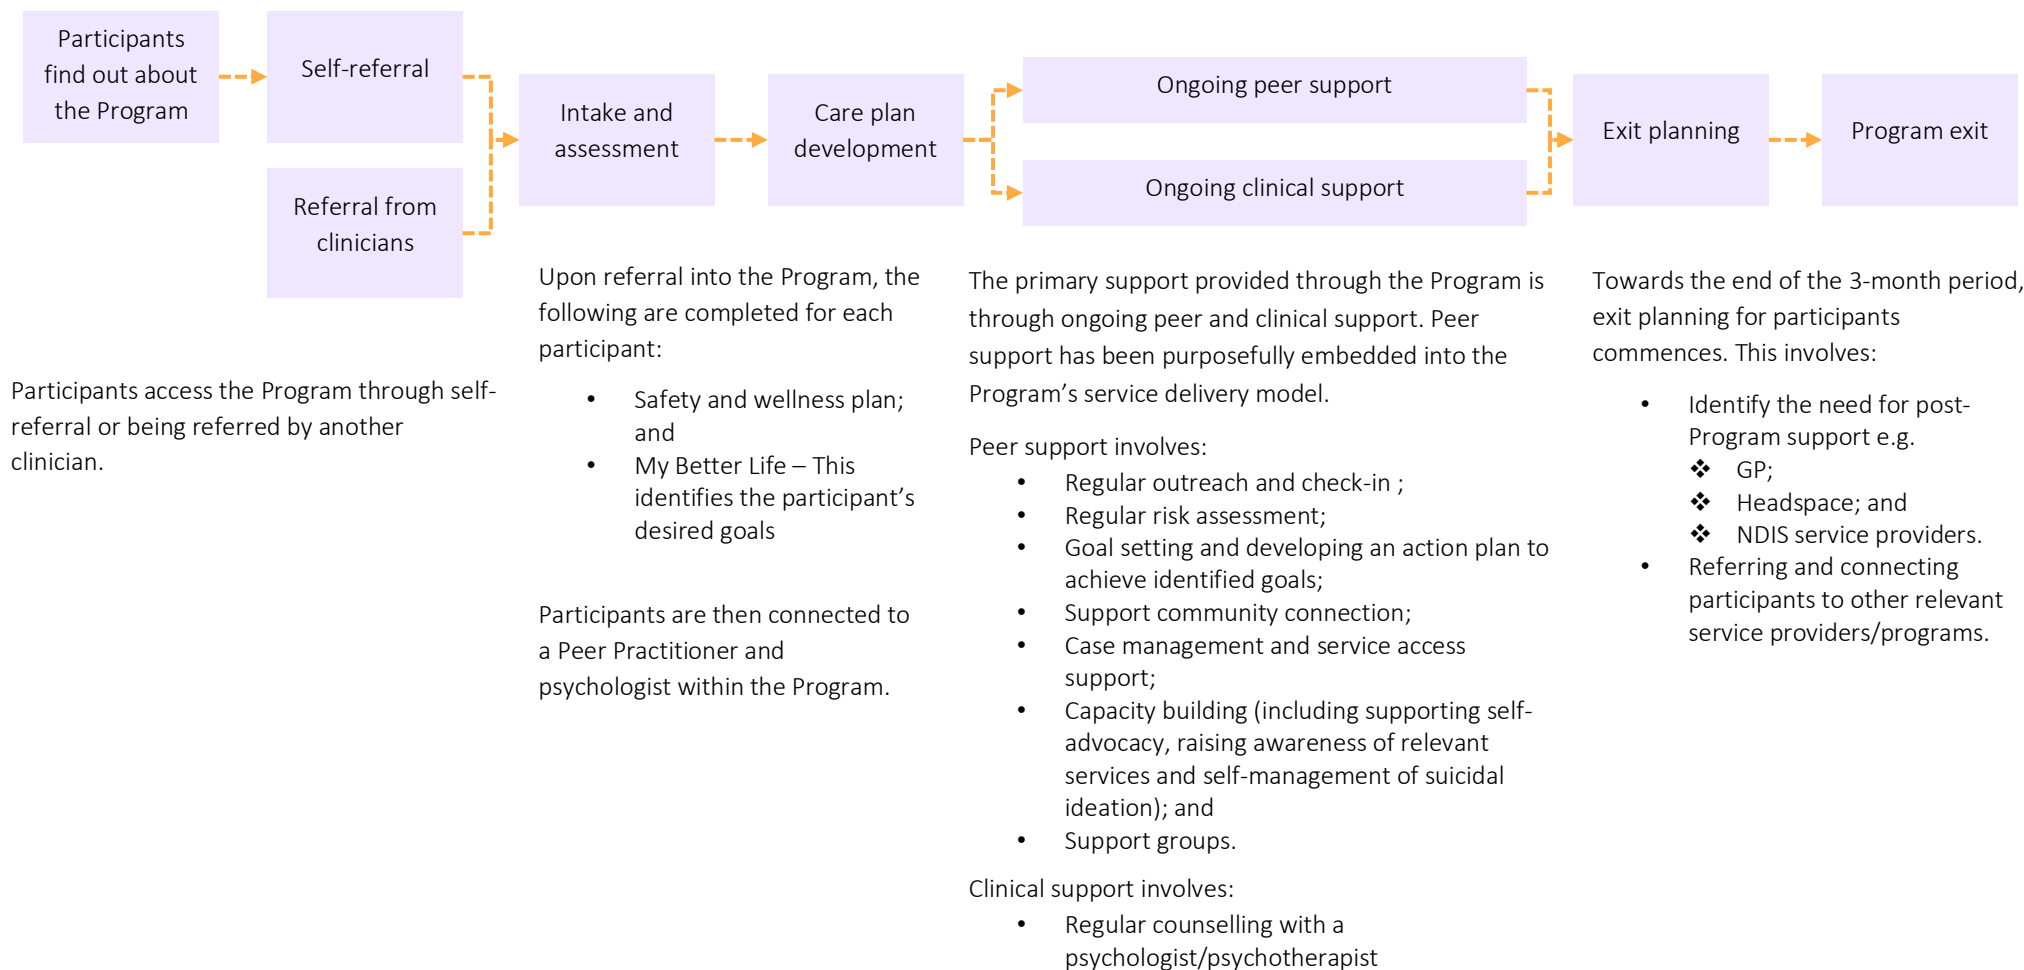 Participants
find out about
the Program
Self-referral
Referral from
clinicians
Intake and
assessment
Care plan
development
Ongoing peer support
Ongoing clinical support
Exit planning
Program exit
Participants access the Program through self-
referral or being referred by another
clinician.
Upon referral into the Program, the
following are completed for each
participant:
• Safety and wellness plan;
and
• My Better Life – This
identifies the participant’s
desired goals
Participants are then connected to
a Peer Practitioner and
psychologist within the Program.
The primary support provided through the Program is
through ongoing peer and clinical support. Peer
support has been purposefully embedded into the
Program’s service delivery model.
Peer support involves:
• Regular outreach and check-in ;
• Regular risk assessment;
• Goal setting and developing an action plan to
achieve identified goals;
• Support community connection;
• Case management and service access
support;
• Capacity building (including supporting self-
advocacy, raising awareness of relevant
services and self-management of suicidal
ideation); and
• Support groups.
Clinical support involves:
• Regular counselling with a
psychologist/psychotherapist
Towards the end of the 3-month period,
exit planning for participants
commences. This involves:
• Identify the need for post-
Program support e.g.
❖ GP;
❖ Headspace; and
❖ NDIS service providers.
• Referring and connecting
participants to other relevant
service providers/programs.